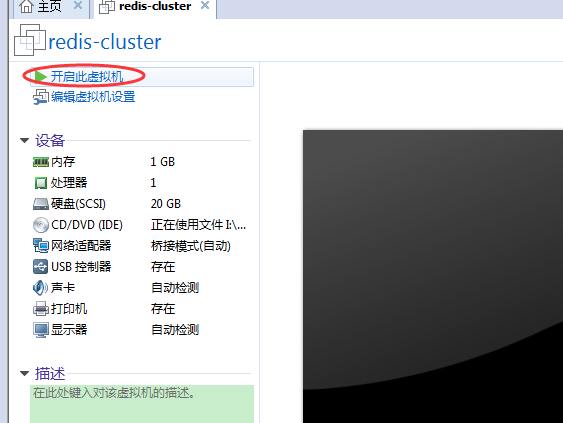 主页 redis-cluster
redis-cluster
开启此虚拟机
编辑虚拟机设置
设备
内存 1 GB
处理器 1
硬盘(SCSI) 20 GB
CD/DVD (IDE) 正在使用文件 I:\...
网络适配器 桥接模式(自动)
USB 控制器 存在
声卡 自动检测
打印机 存在
显示器 自动检测
描述
在此处键入对该虚拟机的描述。